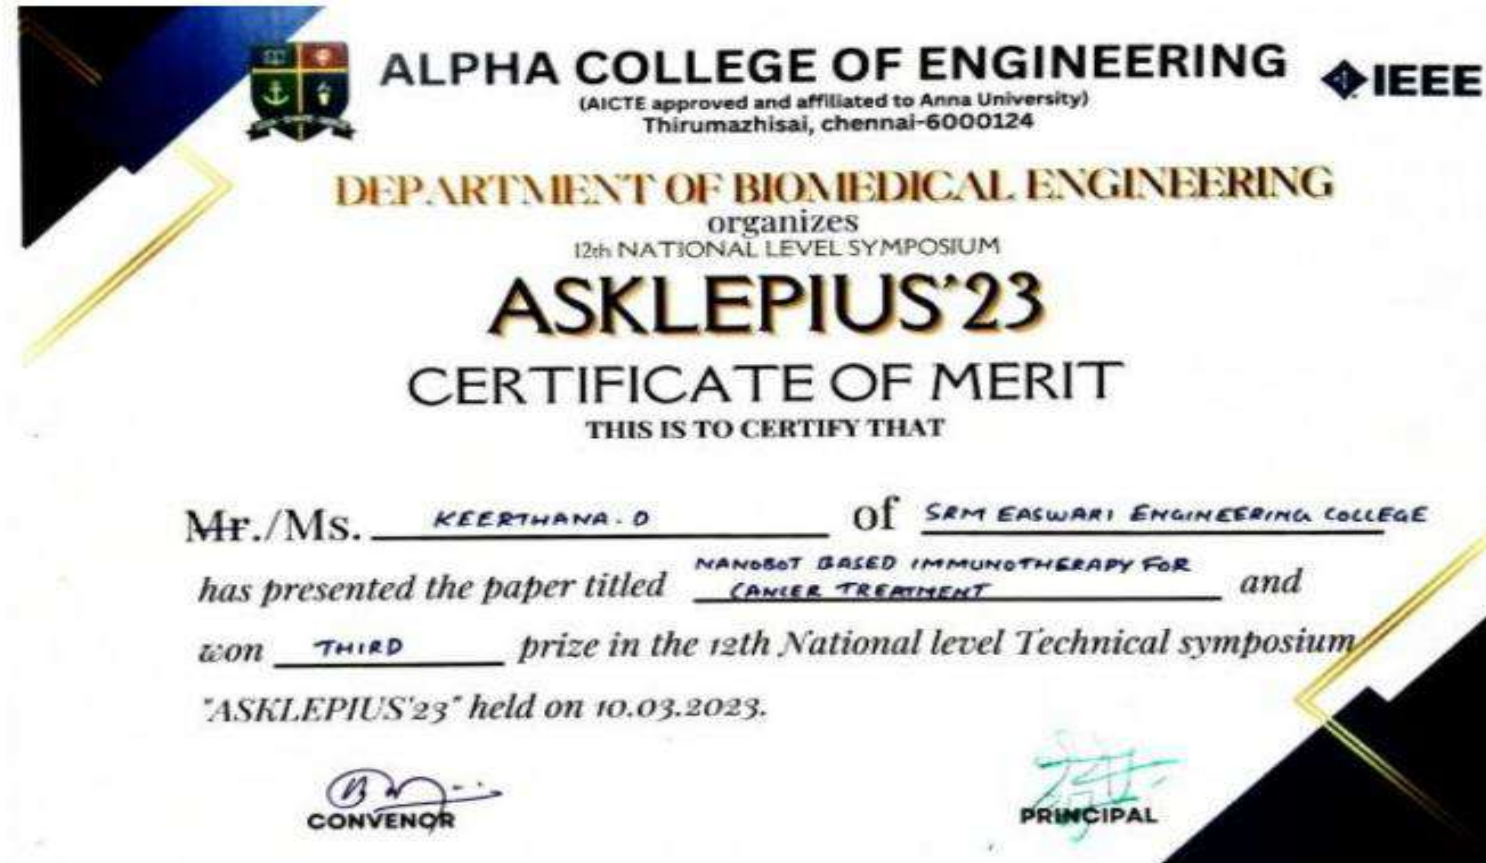 ALPHA COLLEGE OF ENGINEERING
IEEE
(AICTE approved and affiliated to Anna University)
Thirumazhisai, chennai-6000124
DEPARTMENT OF BIOMEDICAL ENGINEERING
organizes
12th NATIONAL LEVEL SYMPOSIUM
ASKLEPIUS'23
CERTIFICATE OF MERIT
THIS IS TO CERTIFY THAT
Mr./Ms. KEERTHANA. D of SRM EASWARI ENGINEERING COLLEGE
has presented the paper titled NANOBOT BASED IMMUNOTHERAPY FOR
CANCER TREATMENT and
won THIRD prize in the 12th National level Technical symposium
"ASKLEPIUS'23" held on 10.03.2023.
CONVENOR
PRINCIPAL